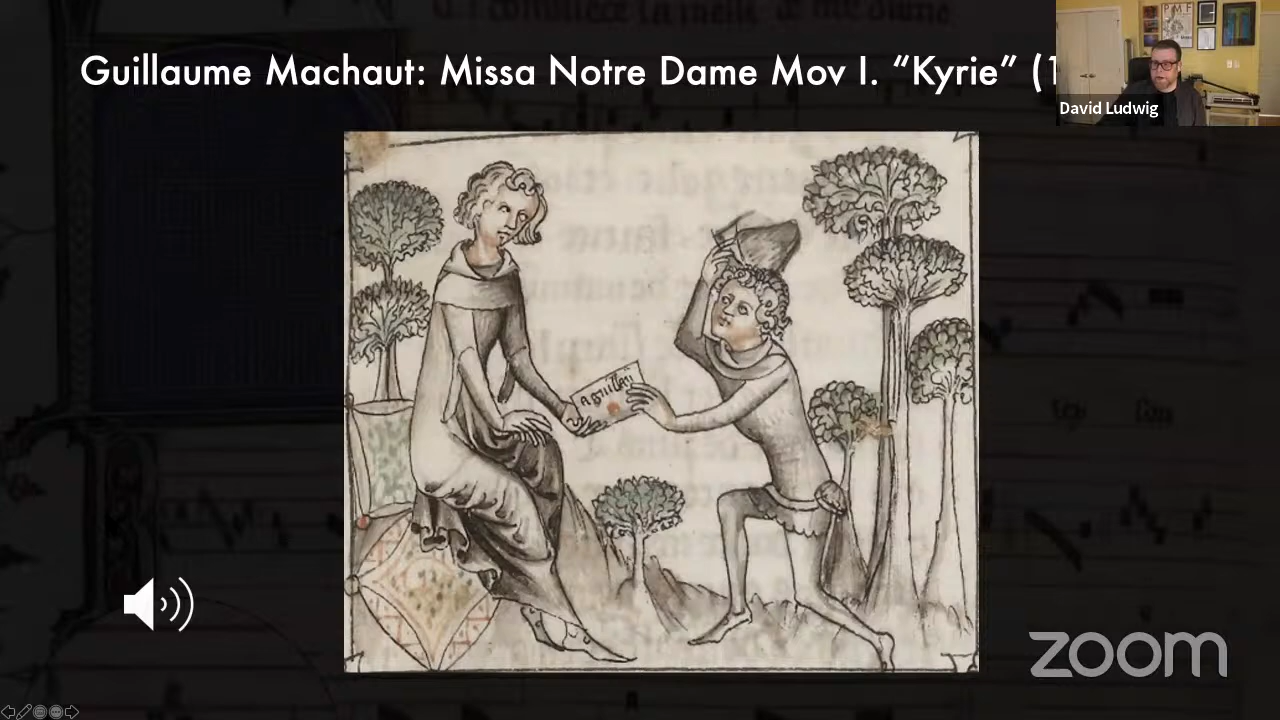 Guillaume Machaut: Missa Notre Dame Mov I. “Kyrie” (1
David Ludwig
zoom